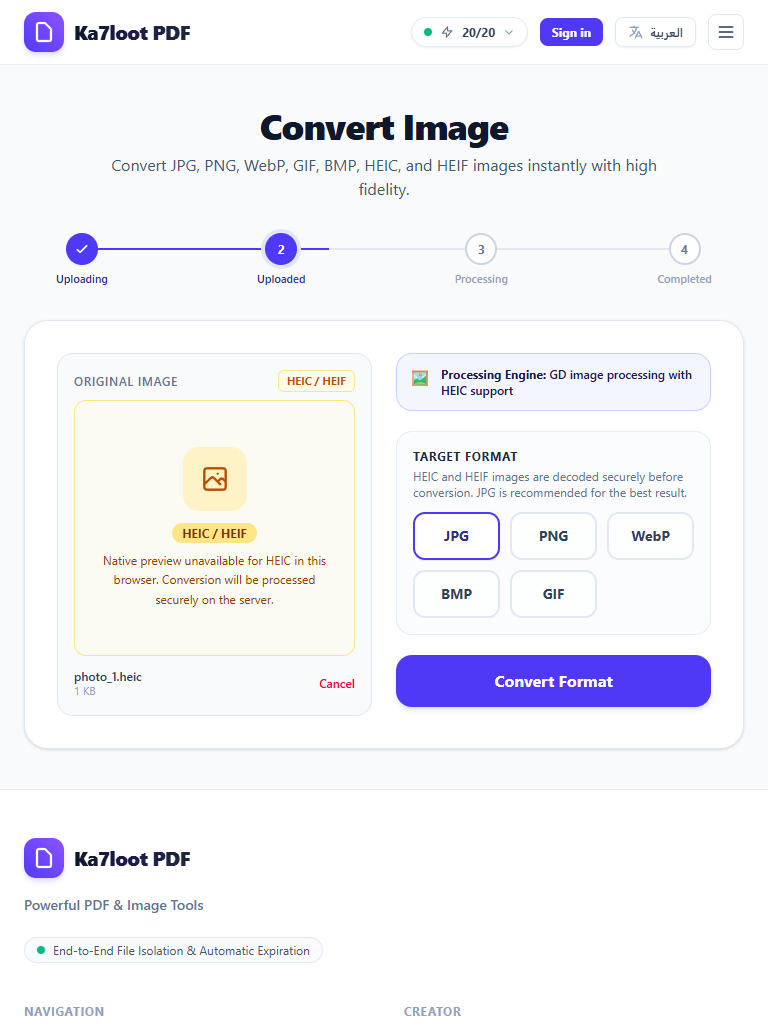 Ka7loot PDF
20/20
Sign in
العربية
Convert Image
Convert JPG, PNG, WebP, GIF, BMP, HEIC, and HEIF images instantly with high
fidelity.
2
3
4
Uploading
Uploaded
Processing
Completed
ORIGINAL IMAGE
HEIC / HEIF
HEIC / HEIF
Native preview unavailable for HEIC in this
browser. Conversion will be processed
securely on the server.
photo_1.heic
1 KB
Cancel
Processing Engine: GD image processing with
HEIC support
TARGET FORMAT
HEIC and HEIF images are decoded securely before
conversion. JPG is recommended for the best result.
JPG
PNG
WebP
BMP
GIF
Convert Format
Ka7loot PDF
Powerful PDF & Image Tools
End-to-End File Isolation & Automatic Expiration
NAVIGATION
CREATOR